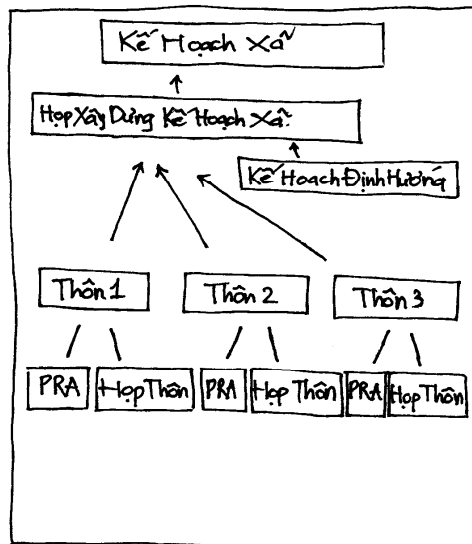 Kế Hoạch Xã
Họp Xây Dựng Kế Hoạch Xã
Kế Hoạch Định Hướng
Thôn 1 Thôn 2 Thôn 3
PRA Họp Thôn PRA Họp Thôn PRA Họp Thôn